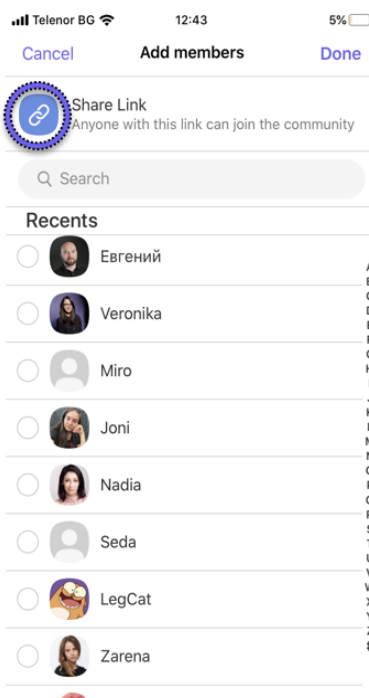 Telenor BG 12:43 5%
Cancel Add members Done
Share Link
Anyone with this link can join the community
Search
Recents
Евгений
Veronika
Miro
Joni
Nadia
Seda
LegCat
Zarena